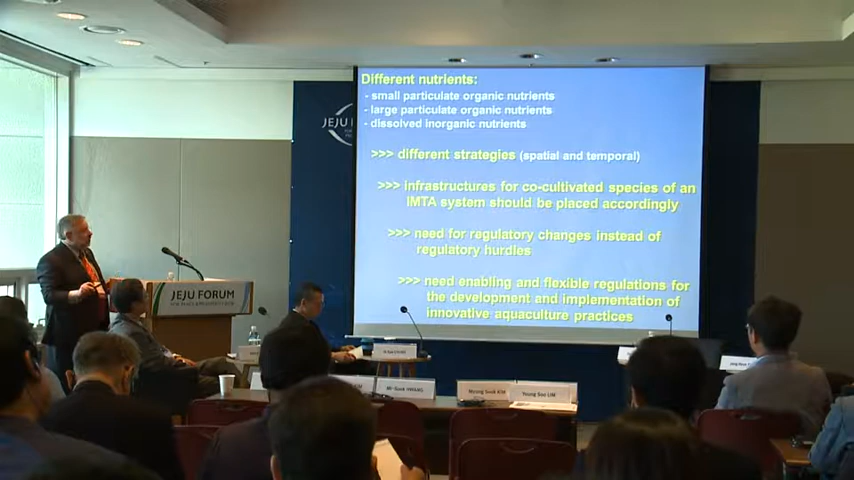 Different nutrients:
- small particulate organic nutrients
- large particulate organic nutrients
- dissolved inorganic nutrients
>>> different strategies (spatial and temporal)
>>> infrastructures for co-cultivated species of an
IMTA system should be placed accordingly
>>> need for regulatory changes instead of
regulatory hurdles
>>> need enabling and flexible regulations for
the development and implementation of
innovative aquaculture practices
JEJU
JEJU FORUM
Myung Gwik KIM
Young Soo LIM